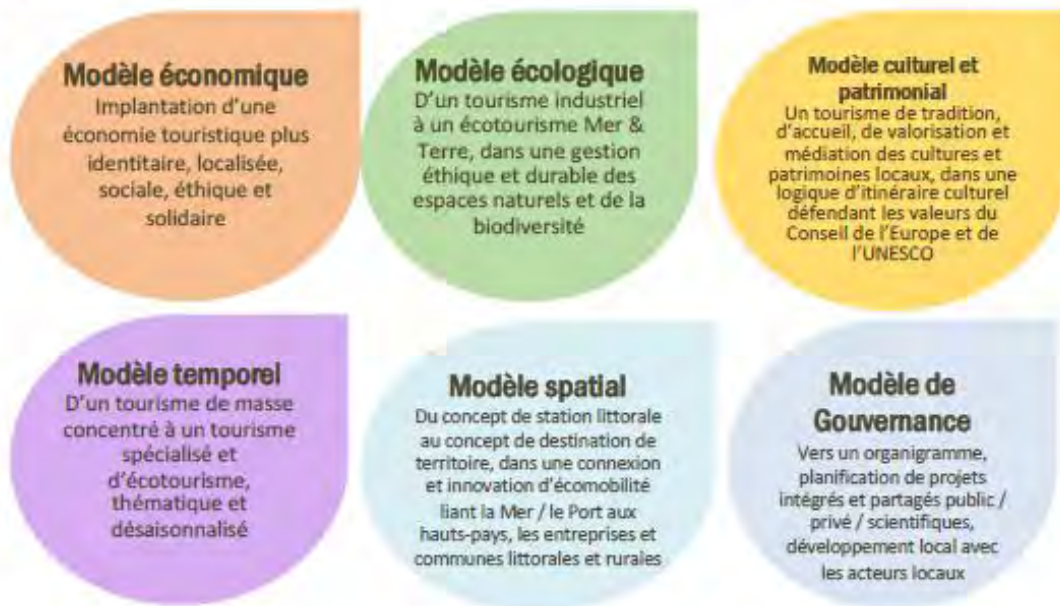 Modèle économique
Implantation d'une
économie touristique plus
identitaire, localisée,
sociale, éthique et
solidaire
Modèle écologique
D'un tourisme industriel
à un écotourisme Mer &
Terre, dans une gestion
éthique et durable des
espaces naturels et de la
biodiversité
Modèle culturel et
patrimonial
Un tourisme de tradition,
d'accueil, de valorisation et
médiation des cultures et
patrimoines locaux, dans une
logique d'itinéraire culturel
défendant les valeurs du
Conseil de l'Europe et de
l'UNESCO
Modèle temporel
D'un tourisme de masse
concentré à un tourisme
spécialisé et
d'écotourisme,
thématique et
désaisonnalisé
Modèle spatial
Du concept de station littorale
au concept de destination de
territoire, dans une connexion
et innovation d'écomobilité
liant la Mer / le Port aux
hauts-pays, les entreprises et
communes littorales et rurales
Modèle de
Gouvernance
Vers un organigramme,
planification de projets
intégrés et partagés public /
privé / scientifiques,
développement local avec
les acteurs locaux